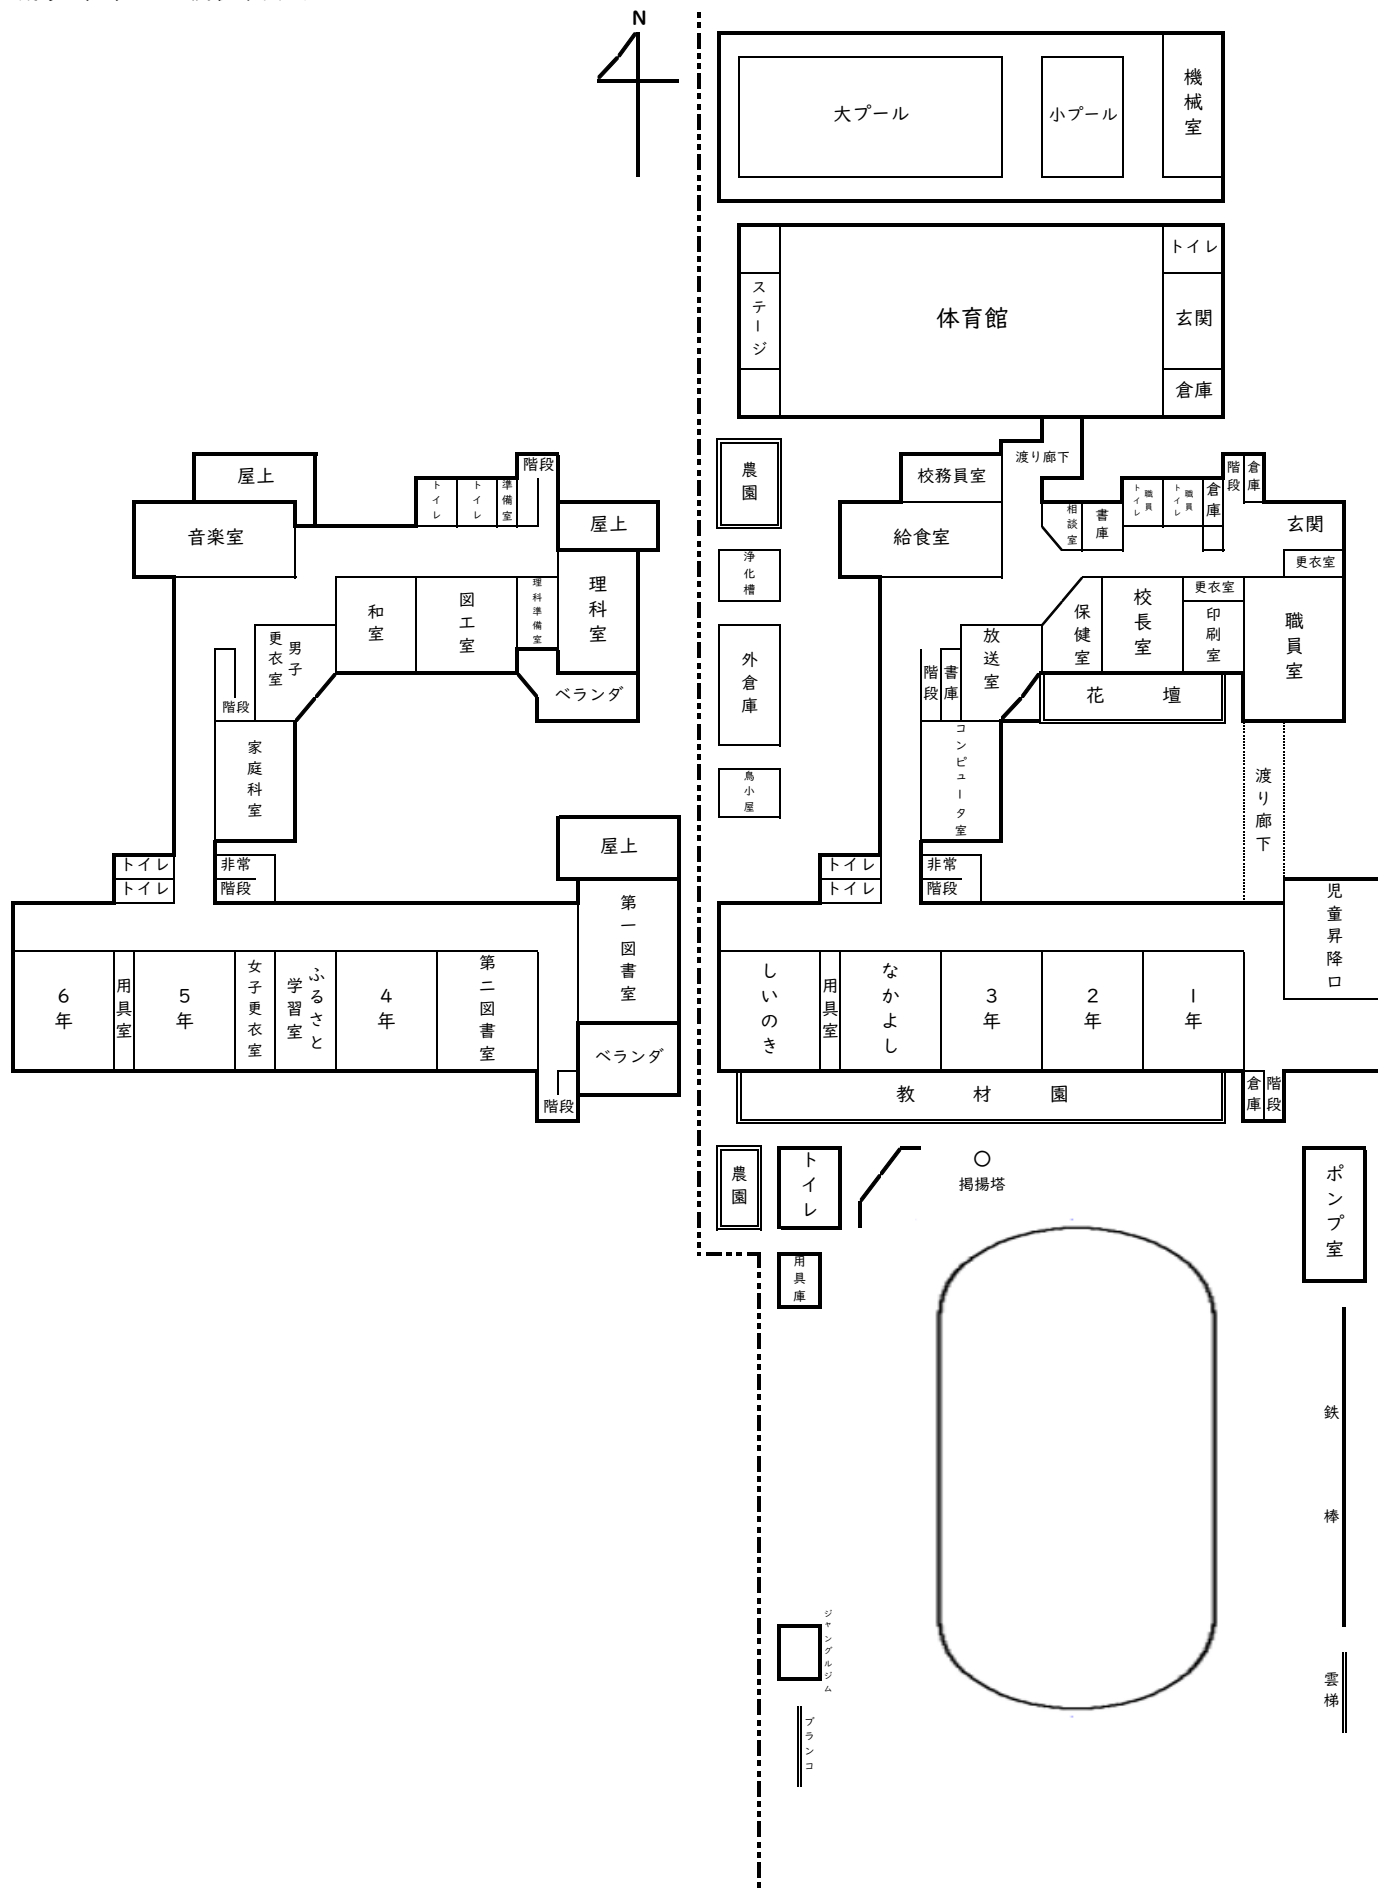 N
大プール
小プール
機械室
トイレ
ステージ
体育館
玄関
倉庫
渡り廊下
農園
校務員室
階段
倉庫
職員トイレ
職員トイレ
倉庫
相談室
書庫
玄関
給食室
更衣室
浄化槽
更衣室
保健室
校長室
印刷室
職員室
放送室
外倉庫
階段
書庫
花壇
コンピュータ室
鳥小屋
渡り廊下
トイレ
トイレ
非常
階段
児童昇降口
しいのき
用具室
なかよし
3年
2年
1年
教材園
倉庫
階段
屋上
階段
トイレ
トイレ
準備室
屋上
音楽室
理科準備室
理科室
和室
図工室
男子
更衣室
ベランダ
階段
家庭科室
屋上
トイレ
トイレ
非常
階段
第一図書室
6年
用具室
5年
女子更衣室
ふるさと
学習室
4年
第二図書室
ベランダ
階段
農園
トイレ
掲揚塔
ポンプ室
用具庫
鉄棒
ジャングルジム
雲梯
ブランコ